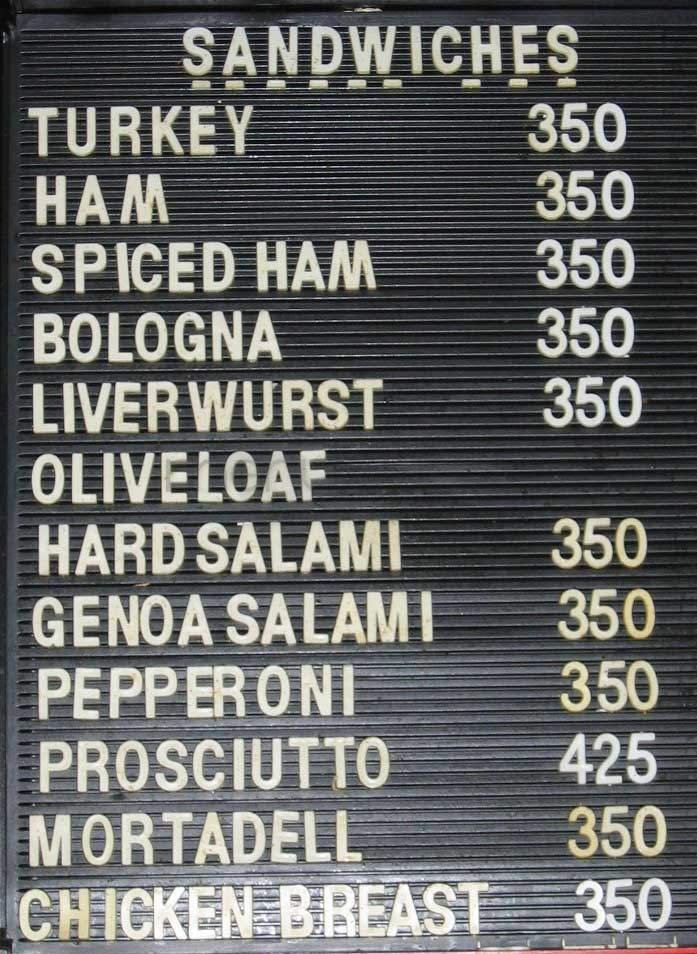 SANDWICHES
TURKEY 350
HAM 350
SPICED HAM 350
BOLOGNA 350
LIVERWURST 350
OLIVELOAF
HARD SALAMI 350
GENOA SALAMI 350
PEPPERONI 350
PROSCIUTTO 425
MORTADELL 350
CHICKEN BREAST 350